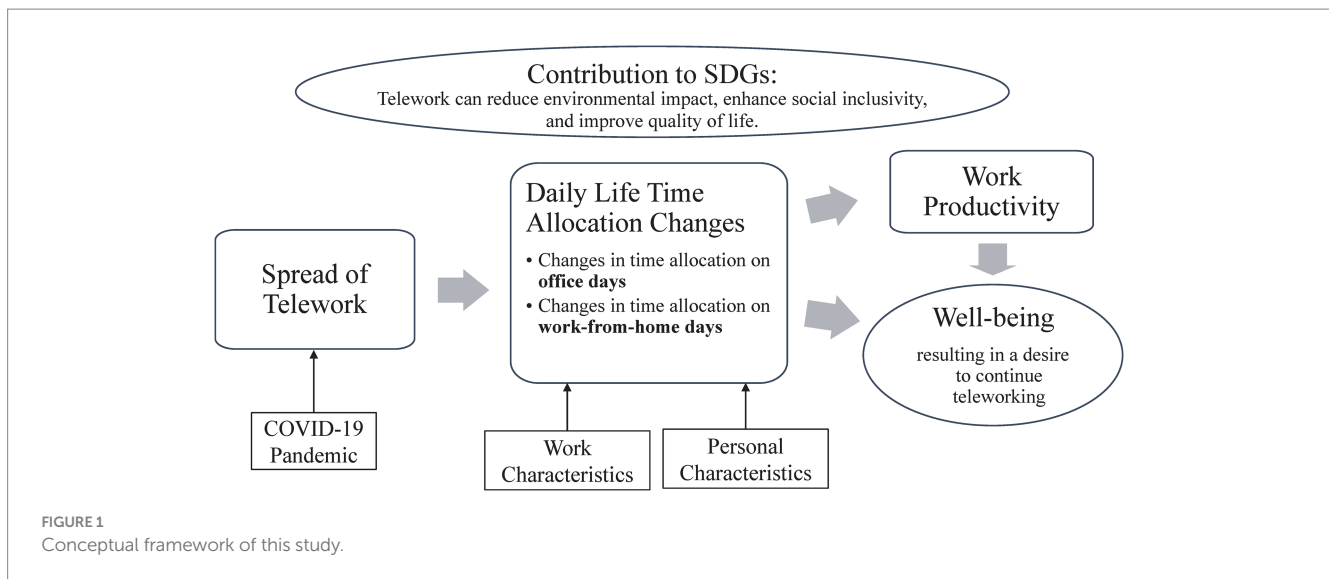 Contribution to SDGs:
Telework can reduce environmental impact, enhance social inclusivity,
and improve quality of life.
Spread of
Telework
COVID-19
Pandemic
Daily Life Time
Allocation Changes
• Changes in time allocation on
office days
• Changes in time allocation on
work-from-home days
Work
Characteristics
Personal
Characteristics
Work
Productivity
Well-being
resulting in a desire
to continue
teleworking
FIGURE 1
Conceptual framework of this study.